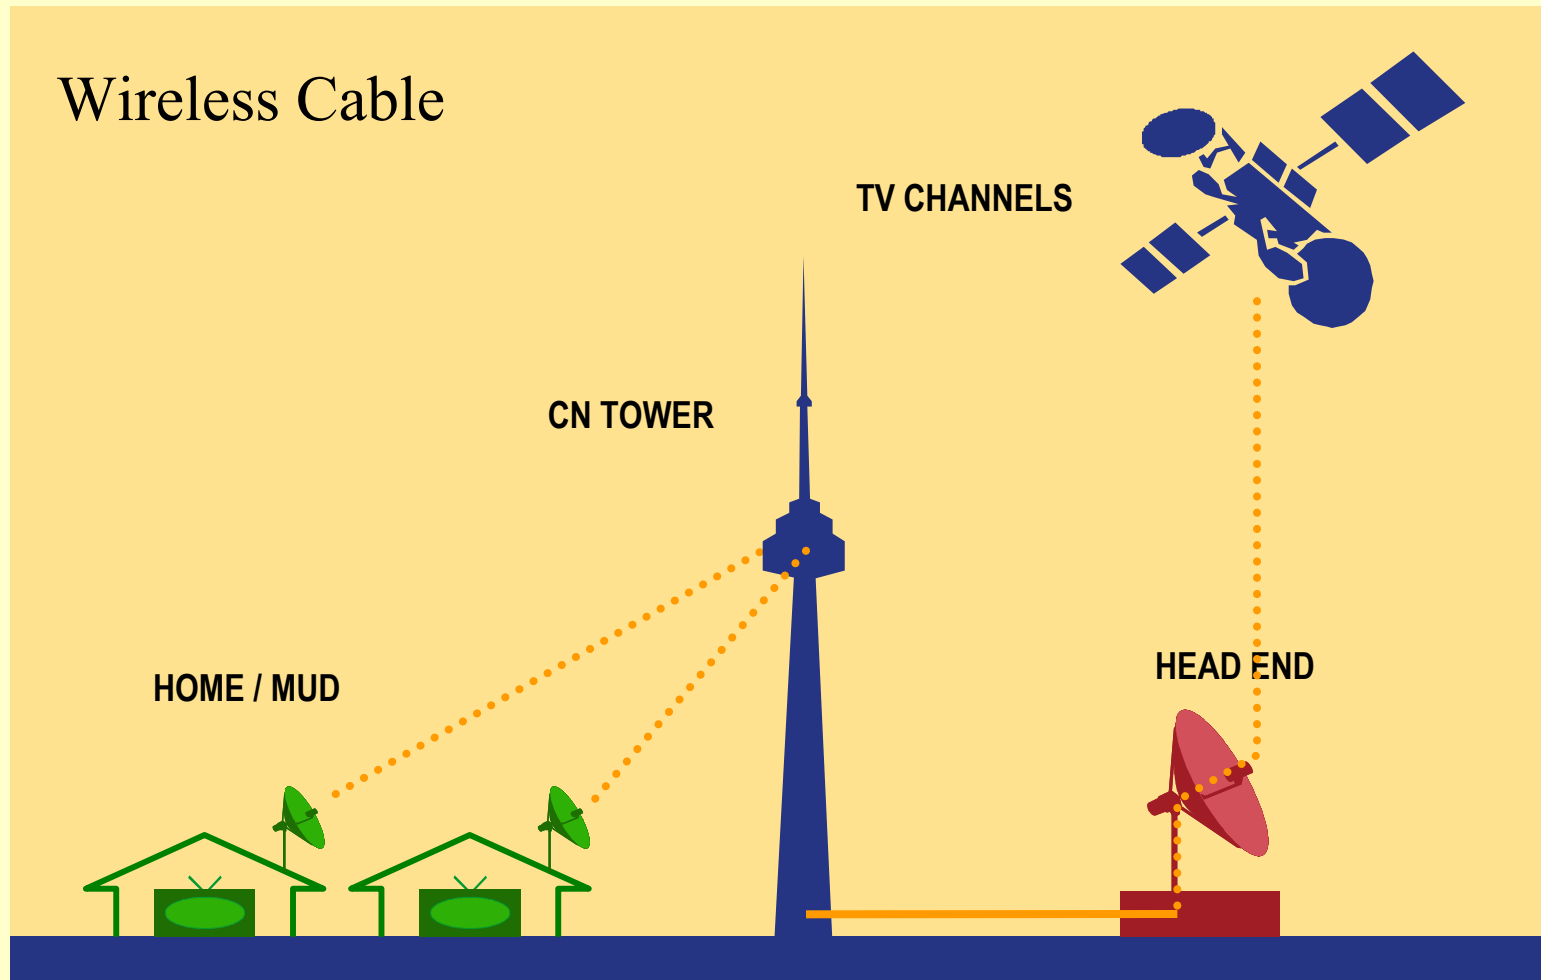 Wireless Cable
TV CHANNELS
CN TOWER
HEAD END
HOME / MUD